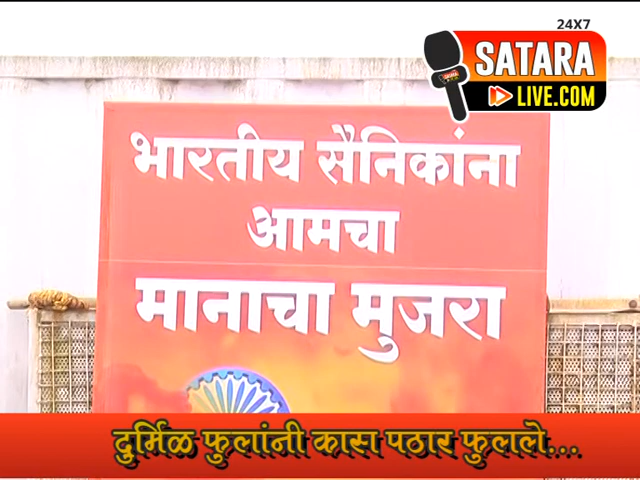 24X7
SATARA
LIVE.COM
भारतीय सैनिकांना
आमचा
मानाचा मुजरा
दुर्मिळ फुलांनी कास पठार फुलले...